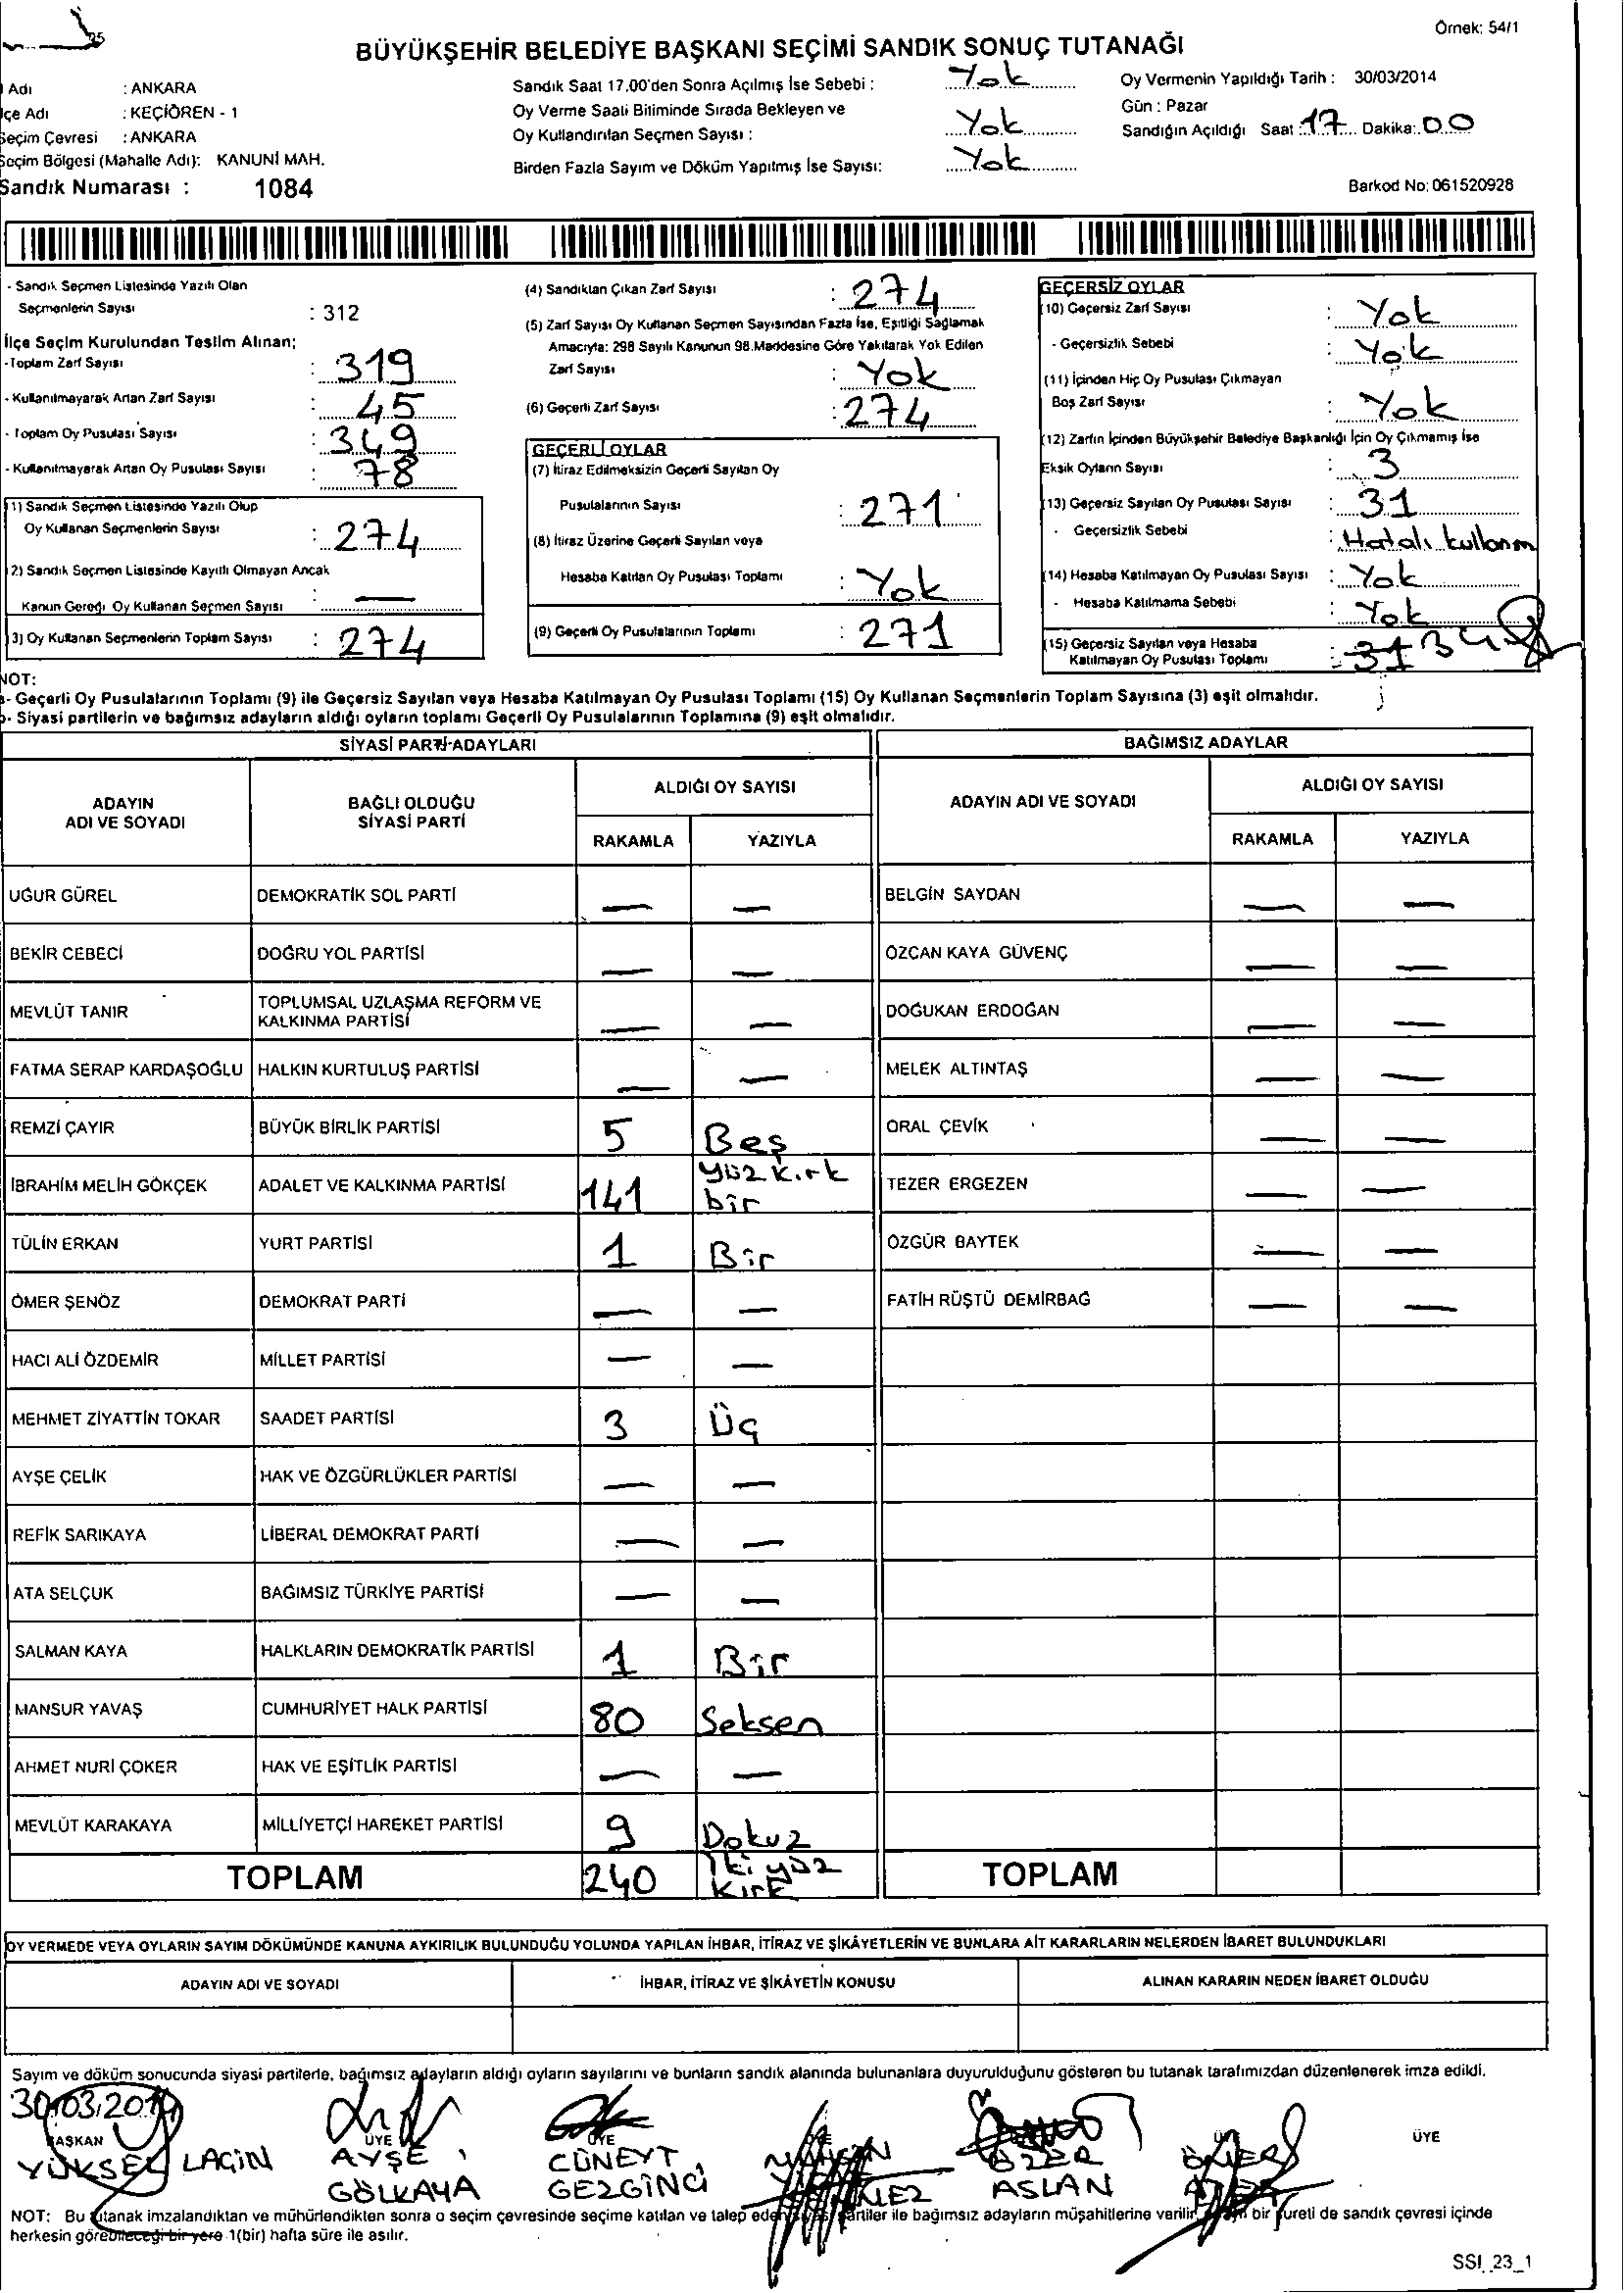 Örnek: 54/1
BÜYÜKŞEHİR BELEDİYE BAŞKANI SEÇİMİ SANDIK SONUÇ TUTANAĞI
Adı : ANKARA
lçe Adı : KEÇİÖREN - 1
Seçim Çevresi : ANKARA
Seçim Bölgesi (Mahalle Adı): KANUNİ MAH.
Sandık Numarası : 1084
Sandık Saat 17.00'den Sonra Açılmış İse Sebebi : Yok
Oy Verme Saati Bitiminde Sırada Bekleyen ve
Oy Kullandırılan Seçmen Sayısı : Yok
Birden Fazla Sayım ve Döküm Yapılmış İse Sayısı: Yok
Oy Vermenin Yapıldığı Tarih : 30/03/2014
Gün : Pazar
Sandığın Açıldığı Saat : 17 Dakika: 00
Barkod No: 061520928
- Sandık Seçmen Listesinde Yazılı Olan
Seçmenlerin Sayısı : 312
İlçe Seçim Kurulundan Teslim Alınan;
-Toplam Zarf Sayısı : 319
- Kullanılmayarak Artan Zarf Sayısı : 45
- Toplam Oy Pusulası Sayısı : 349
- Kullanılmayarak Artan Oy Pusulası Sayısı : 78
1) Sandık Seçmen Listesinde Yazılı Olup
Oy Kullanan Seçmenlerin Sayısı : 274
2) Sandık Seçmen Listesinde Kayıtlı Olmayan Ancak
Kanun Gereği Oy Kullanan Seçmen Sayısı : —
3) Oy Kullanan Seçmenlerin Toplam Sayısı : 274
(4) Sandıktan Çıkan Zarf Sayısı : 274
(5) Zarf Sayısı Oy Kullanan Seçmen Sayısından Fazla İse, Eşitliği Sağlamak
Amacıyla: 298 Sayılı Kanunun 98.Maddesine Göre Yakılarak Yok Edilen
Zarf Sayısı : Yok
(6) Geçerli Zarf Sayısı : 274
GEÇERLİ OYLAR
(7) İtiraz Edilmeksizin Geçerli Sayılan Oy
Pusulalarının Sayısı : 271
(8) İtiraz Üzerine Geçerli Sayılan veya
Hesaba Katılan Oy Pusulası Toplamı : Yok
(9) Geçerli Oy Pusulalarının Toplamı : 271
GEÇERSİZ OYLAR
(10) Geçersiz Zarf Sayısı : Yok
- Geçersizlik Sebebi : Yok
(11) İçinden Hiç Oy Pusulası Çıkmayan
Boş Zarf Sayısı : Yok
(12) Zarfın İçinden Büyükşehir Belediye Başkanlığı İçin Oy Çıkmamış İse
Eksik Oyların Sayısı : 3
(13) Geçersiz Sayılan Oy Pusulası Sayısı : 31
- Geçersizlik Sebebi : Hatalı kullanım
(14) Hesaba Katılmayan Oy Pusulası Sayısı : Yok
- Hesaba Katılmama Sebebi : Yok
(15) Geçersiz Sayılan veya Hesaba
Katılmayan Oy Pusulası Toplamı : 31 34
NOT:
a- Geçerli Oy Pusulalarının Toplamı (9) ile Geçersiz Sayılan veya Hesaba Katılmayan Oy Pusulası Toplamı (15) Oy Kullanan Seçmenlerin Toplam Sayısına (3) eşit olmalıdır.
b- Siyasi partilerin ve bağımsız adayların aldığı oyların toplamı Geçerli Oy Pusulalarının Toplamına (9) eşit olmalıdır.
SİYASİ PARTİ ADAYLARI BAĞIMSIZ ADAYLAR
ADAYIN ADI VE SOYADI BAĞLI OLDUĞU SİYASİ PARTİ ALDIĞI OY SAYISI ADAYIN ADI VE SOYADI ALDIĞI OY SAYISI
RAKAMLA YAZIYLA RAKAMLA YAZIYLA
UĞUR GÜREL DEMOKRATİK SOL PARTİ — — BELGİN SAYDAN — —
BEKİR CEBECİ DOĞRU YOL PARTİSİ — — ÖZCAN KAYA GÜVENÇ — —
MEVLÜT TANIR TOPLUMSAL UZLAŞMA REFORM VE KALKINMA PARTİSİ — — DOĞUKAN ERDOĞAN — —
FATMA SERAP KARDAŞOĞLU HALKIN KURTULUŞ PARTİSİ — — MELEK ALTINTAŞ — —
REMZİ ÇAYIR BÜYÜK BİRLİK PARTİSİ 5 Beş ORAL ÇEVİK — —
İBRAHİM MELİH GÖKÇEK ADALET VE KALKINMA PARTİSİ 141 yüz kırk bir TEZER ERGEZEN — —
TÜLİN ERKAN YURT PARTİSİ 1 Bir ÖZGÜR BAYTEK — —
ÖMER ŞENÖZ DEMOKRAT PARTİ — — FATİH RÜŞTÜ DEMİRBAĞ — —
HACI ALİ ÖZDEMİR MİLLET PARTİSİ — —
MEHMET ZİYATTİN TOKAR SAADET PARTİSİ 3 Üç
AYŞE ÇELİK HAK VE ÖZGÜRLÜKLER PARTİSİ — —
REFİK SARIKAYA LİBERAL DEMOKRAT PARTİ — —
ATA SELÇUK BAĞIMSIZ TÜRKİYE PARTİSİ — —
SALMAN KAYA HALKLARIN DEMOKRATİK PARTİSİ 1 Bir
MANSUR YAVAŞ CUMHURİYET HALK PARTİSİ 80 Seksen
AHMET NURİ ÇOKER HAK VE EŞİTLİK PARTİSİ — —
MEVLÜT KARAKAYA MİLLİYETÇİ HAREKET PARTİSİ 9 Dokuz
TOPLAM 240 İki yüz kırk TOPLAM
OY VERMEDE VEYA OYLARIN SAYIM DÖKÜMÜNDE KANUNA AYKIRILIK BULUNDUĞU YOLUNDA YAPILAN İHBAR, İTİRAZ VE ŞİKÂYETLERİN VE BUNLARA AİT KARARLARIN NELERDEN İBARET BULUNDUKLARI
ADAYIN ADI VE SOYADI İHBAR, İTİRAZ VE ŞİKÂYETİN KONUSU ALINAN KARARIN NEDEN İBARET OLDUĞU
Sayım ve döküm sonucunda siyasi partilerle, bağımsız adayların aldığı oyların sayılarını ve bunların sandık alanında bulunanlara duyurulduğunu gösteren bu tutanak tarafımızdan düzenlenerek imza edildi.
30/03/2014
BAŞKAN ÜYE ÜYE ÜYE
YÜKSEL LAÇİN AYŞE CÜNEYT ÖZER ÖMER
GÖLKAYA GEZGİNCİ ASLAN
NOT: Bu tutanak imzalandıktan ve mühürlendikten sonra o seçim çevresinde seçime katılan ve talep eden siyasi partiler ile bağımsız adayların müşahitlerine verilir, bir sureti de sandık çevresi içinde
herkesin görebileceği bir yere 1(bir) hafta süre ile asılır.
SSI_23_1